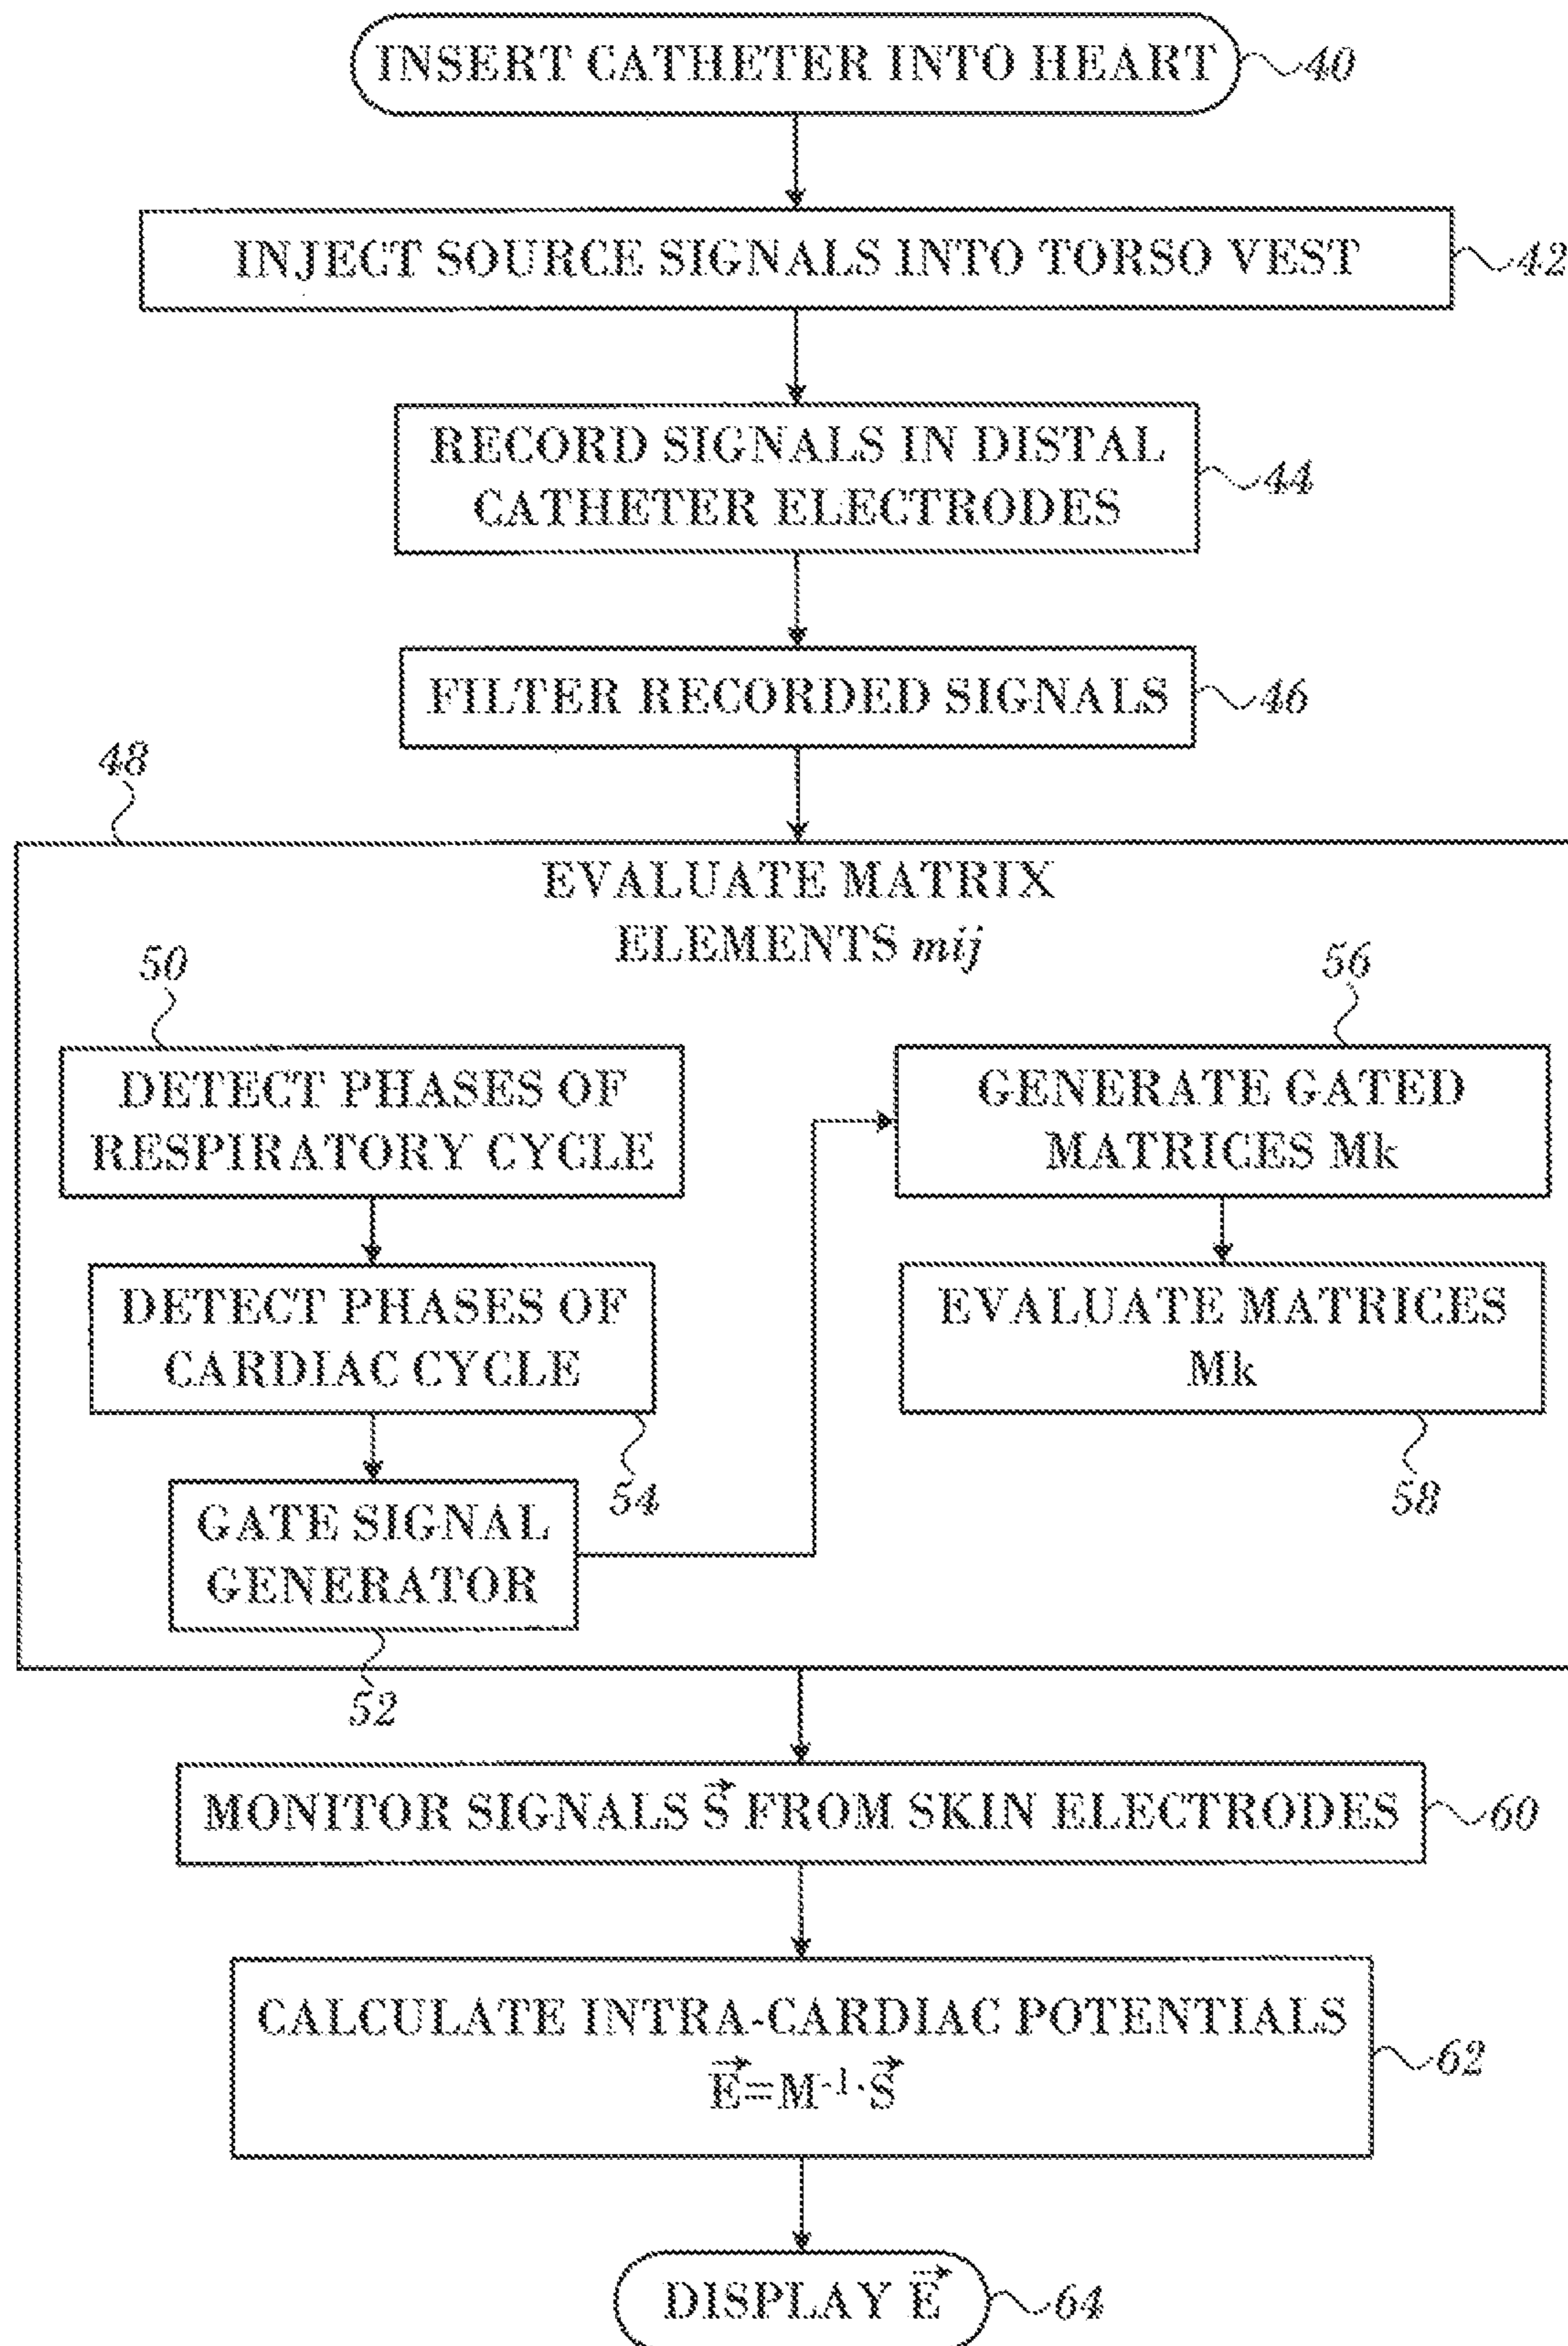 INSERT CATHETER INTO HEART
40
INJECT SOURCE SIGNALS INTO TORSO VEST
42
RECORD SIGNALS IN DISTAL
CATHETER ELECTRODES
44
FILTER RECORDED SIGNALS
46
48
EVALUATE MATRIX
ELEMENTS mij
50
DETECT PHASES OF
RESPIRATORY CYCLE
DETECT PHASES OF
CARDIAC CYCLE
54
GATE SIGNAL
GENERATOR
52
56
GENERATE GATED
MATRICES Mk
EVALUATE MATRICES
Mk
58
MONITOR SIGNALS S⃗ FROM SKIN ELECTRODES
60
CALCULATE INTRA-CARDIAC POTENTIALS
E⃗=M⁻¹·S⃗
62
DISPLAY E⃗
64